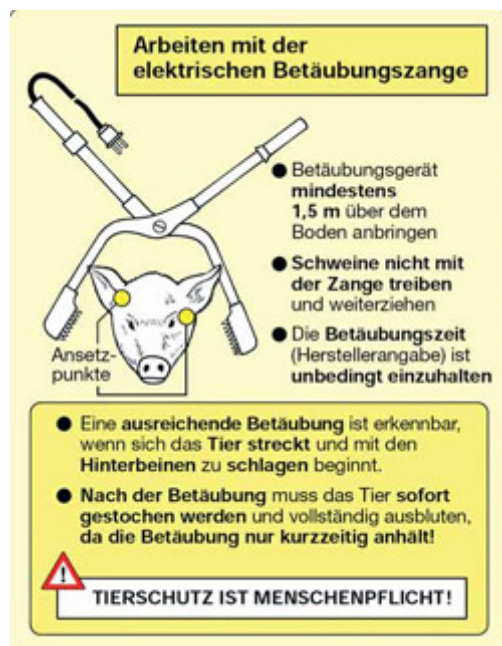 Arbeiten mit der
elektrischen Betäubungszange
● Betäubungsgerät
mindestens
1,5 m über dem
Boden anbringen
● Schweine nicht mit
der Zange treiben
und weiterziehen
● Die Betäubungszeit
(Herstellerangabe) ist
unbedingt einzuhalten
Ansetz-
punkte
● Eine ausreichende Betäubung ist erkennbar,
wenn sich das Tier streckt und mit den
Hinterbeinen zu schlagen beginnt.
● Nach der Betäubung muss das Tier sofort
gestochen werden und vollständig ausbluten,
da die Betäubung nur kurzzeitig anhält!
!
TIERSCHUTZ IST MENSCHENPFLICHT!